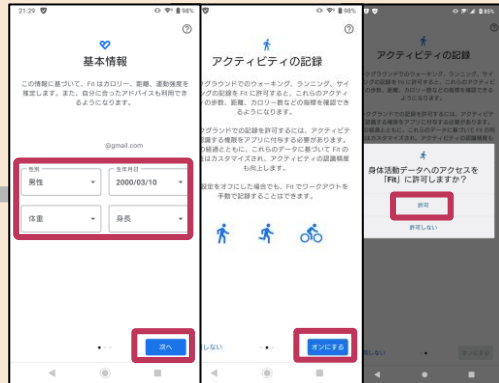 21:29
98%
基本情報
この情報に基づいて、Fit はカロリー、距離、運動強度を
推定します。また、自分に合ったアドバイスも利用でき
るようになります。
@gmail.com
性別
男性
生年月日
2000/03/10
体重
身長
次へ
98%
アクティビティの記録
クグラウンドでのウォーキング、ランニング、サイ
ングの記録を Fit に許可すると、これらのアクティ
の歩数、距離、カロリー数などの指標を確認でき
るようになります。
クグランドでの記録を許可するには、アクティビテ
認識する権限をアプリに付与する必要があります。
の経過とともに、これらのデータに基づいて Fit の
はカスタマイズされ、アクティビティの認識精度
も向上します。
設定をオフにした場合でも、Fit でワークアウトを
手動で記録することはできます。
しない
オンにする
85%
アクティビティの記録
身体活動データへのアクセスを
「Fit」に許可しますか？
許可
許可しない
しない
オンにする